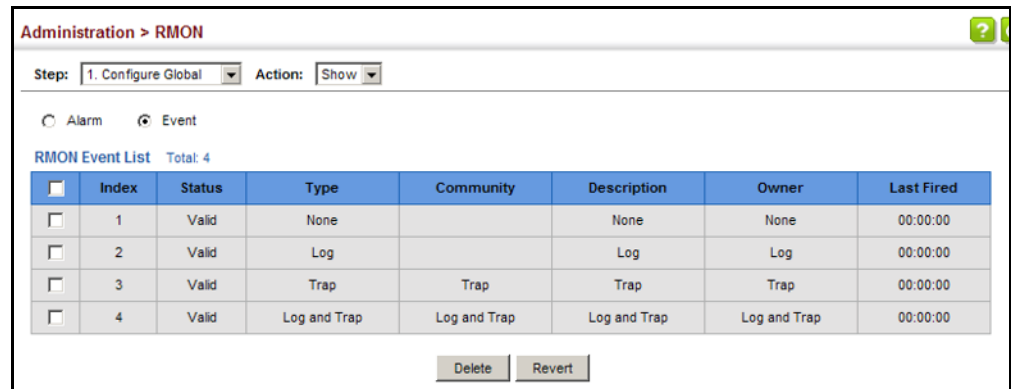 Administration > RMON
?
Step: 1. Configure Global Action: Show
Alarm Event
RMON Event List Total: 4
Index Status Type Community Description Owner Last Fired
1 Valid None None None 00:00:00
2 Valid Log Log Log 00:00:00
3 Valid Trap Trap Trap Trap 00:00:00
4 Valid Log and Trap Log and Trap Log and Trap Log and Trap 00:00:00
Delete Revert